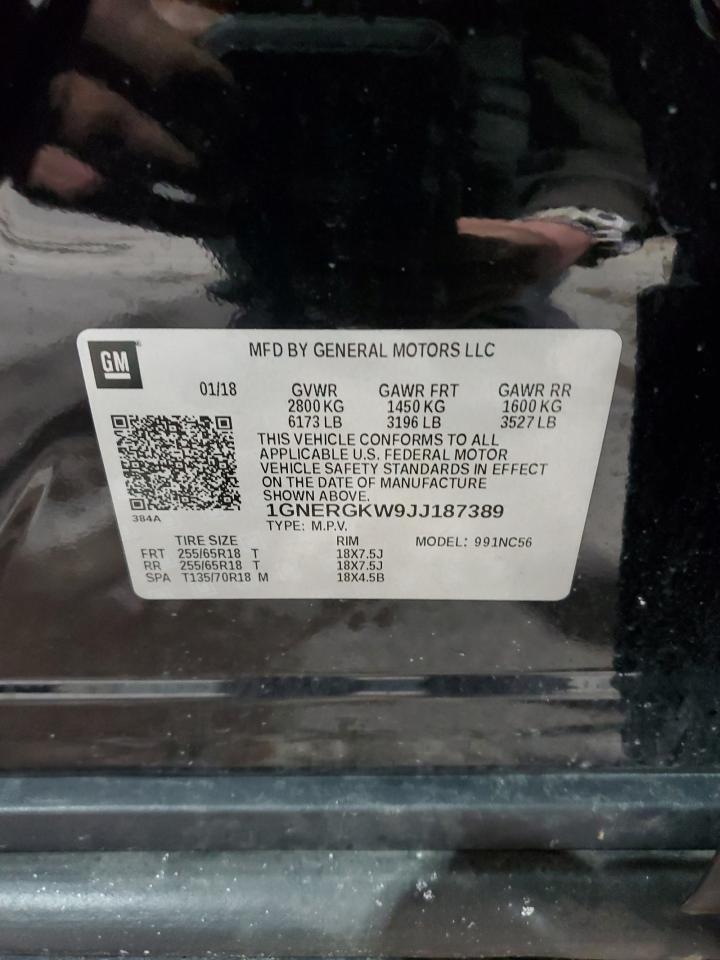 GM
MFD BY GENERAL MOTORS LLC
01/18 GVWR GAWR FRT GAWR RR
2800 KG 1450 KG 1600 KG
6173 LB 3196 LB 3527 LB
THIS VEHICLE CONFORMS TO ALL
APPLICABLE U.S. FEDERAL MOTOR
VEHICLE SAFETY STANDARDS IN EFFECT
ON THE DATE OF MANUFACTURE
SHOWN ABOVE.
1GNERGKW9JJ187389
384A
TYPE: M.P.V.
TIRE SIZE RIM MODEL: 991NC56
FRT 255/65R18 T 18X7.5J
RR 255/65R18 T 18X7.5J
SPA T135/70R18 M 18X4.5B